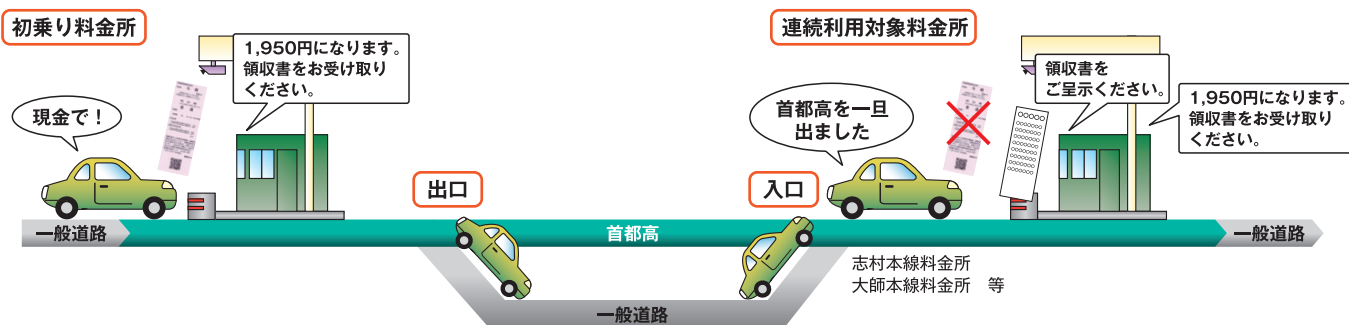 初乗り料金所
1,950円になります。
領収書をお受け取り
ください。
現金で！
出口
一般道路
首都高
一般道路
入口
連続利用対象料金所
首都高を一旦
出ました
領収書を
ご呈示ください。
1,950円になります。
領収書をお受け取り
ください。
○○○○○
一般道路
志村本線料金所
大師本線料金所　等